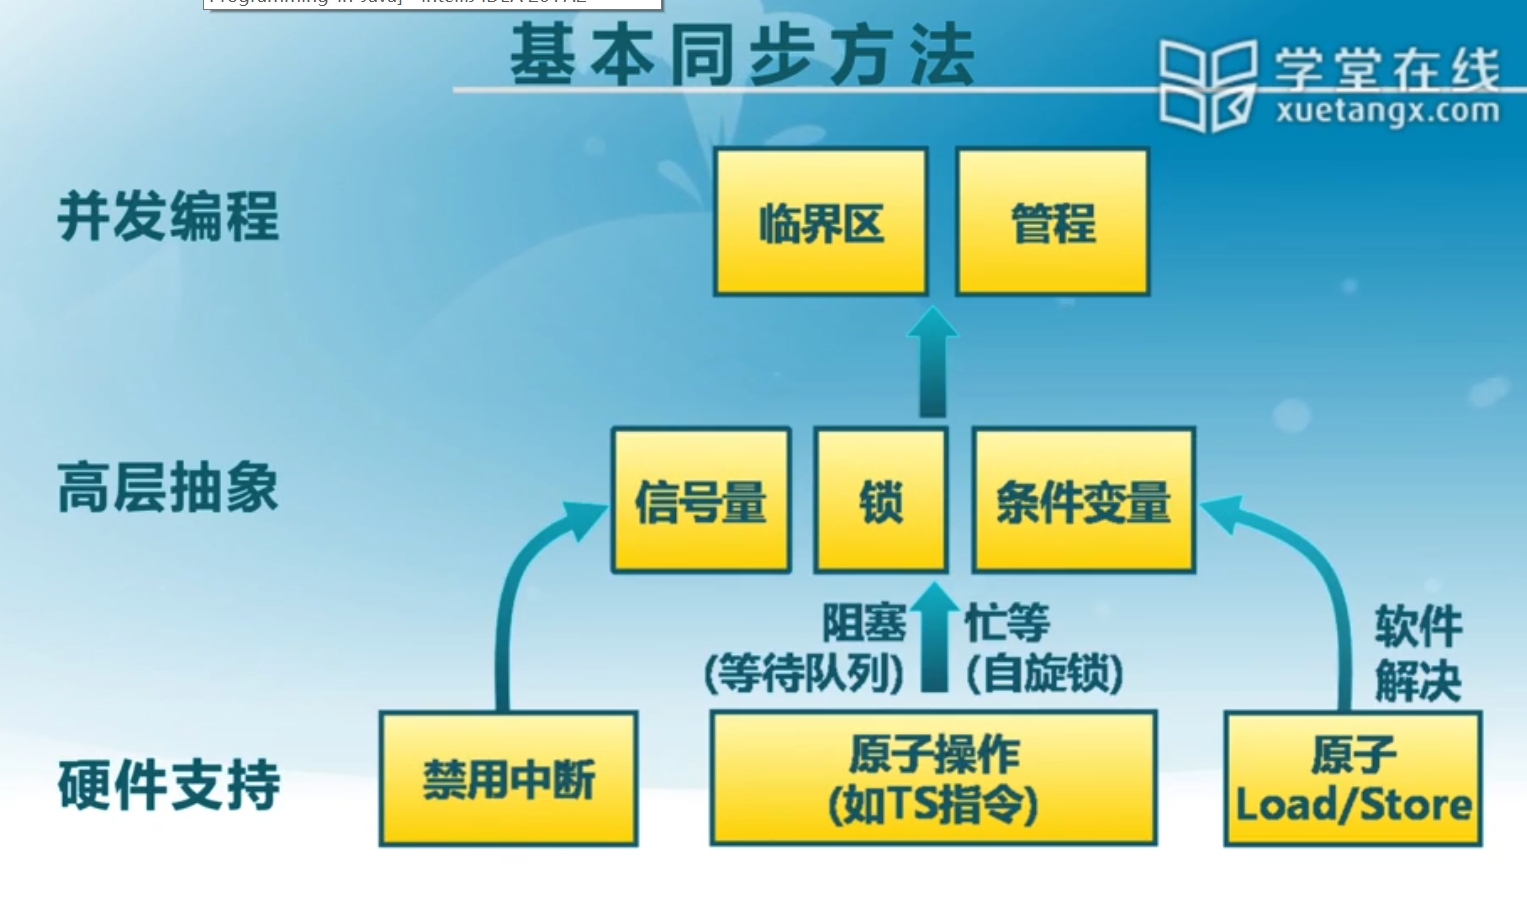 基本同步方法
学堂在线
xuetangx.com
并发编程
临界区
管程
高层抽象
信号量
锁
条件变量
阻塞
(等待队列)
忙等
(自旋锁)
软件
解决
硬件支持
禁用中断
原子操作
(如TS指令)
原子
Load/Store